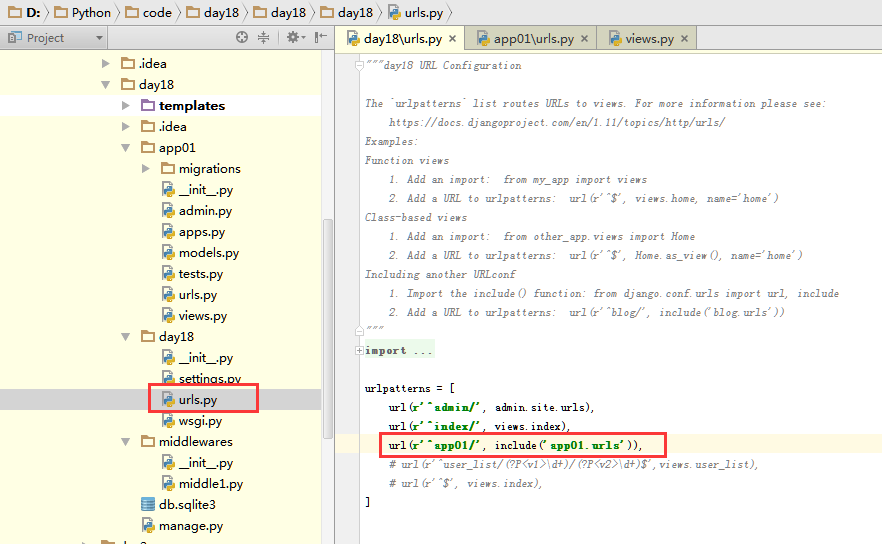 D: Python code day18 day18 day18 urls.py
Project
day18\urls.py app01\urls.py views.py
.idea
day18
templates
.idea
app01
migrations
__init__.py
admin.py
apps.py
models.py
tests.py
urls.py
views.py
day18
__init__.py
settings.py
urls.py
wsgi.py
middlewares
__init__.py
middle1.py
db.sqlite3
manage.py
"""day18 URL Configuration
The `urlpatterns` list routes URLs to views. For more information please see:
https://docs.djangoproject.com/en/1.11/topics/http/urls/
Examples:
Function views
1. Add an import:  from my_app import views
2. Add a URL to urlpatterns:  url(r'^$', views.home, name='home')
Class-based views
1. Add an import:  from other_app.views import Home
2. Add a URL to urlpatterns:  url(r'^$', Home.as_view(), name='home')
Including another URLconf
1. Import the include() function: from django.conf.urls import url, include
2. Add a URL to urlpatterns:  url(r'^blog/', include('blog.urls'))
"""
import ...
urlpatterns = [
url(r'^admin/', admin.site.urls),
url(r'^index/', views.index),
url(r'^app01/', include('app01.urls')),
# url(r'^user_list/(?P<v1>\d+)/(?P<v2>\d+)$',views.user_list),
# url(r'^$', views.index),
]